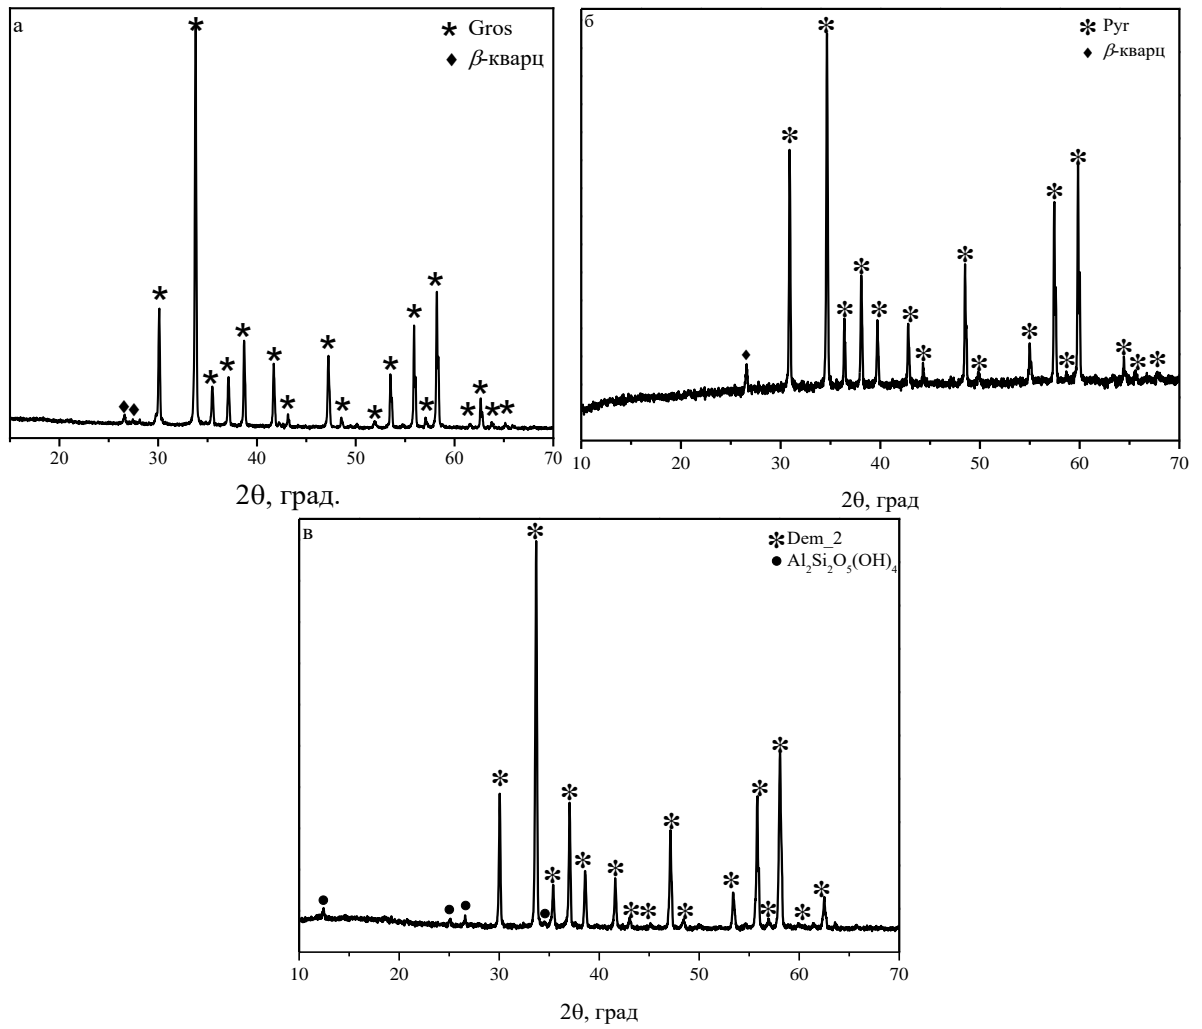 а
* Gros
♦ β-кварц
20 30 40 50 60 70
2θ, град.
б
* Pyr
♦ β-кварц
10 20 30 40 50 60 70
2θ, град
в
* Dem_2
● Al₂Si₂O₅(OH)₄
10 20 30 40 50 60 70
2θ, град